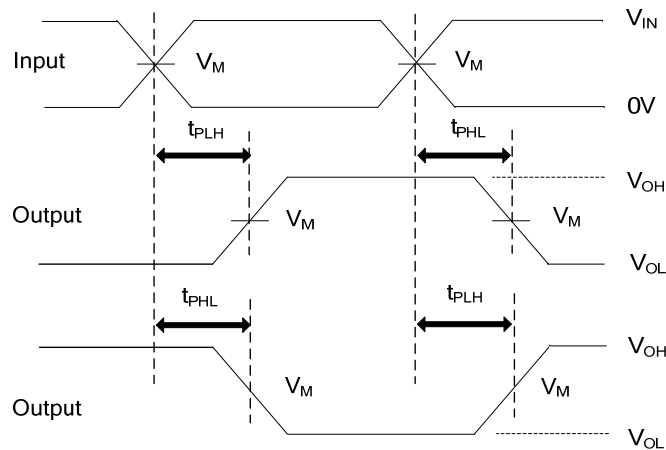 V_IN
Input V_M V_M
0V
t_PLH t_PHL
V_OH
Output V_M V_M
V_OL
t_PHL t_PLH
V_OH
V_M V_M
Output
V_OL